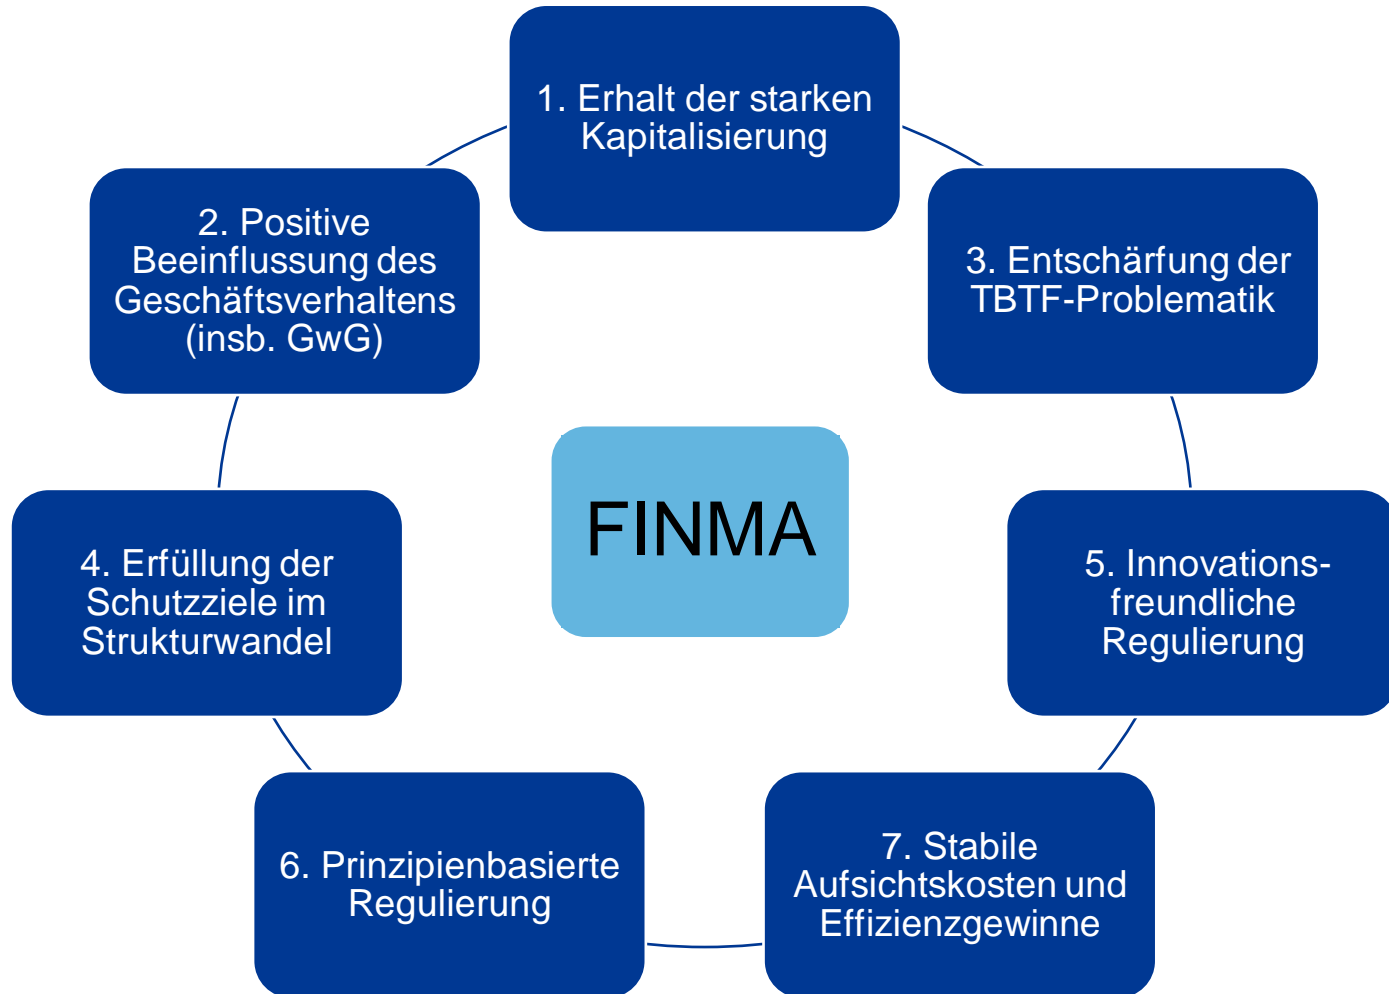 1. Erhalt der starken
Kapitalisierung
2. Positive
Beeinflussung des
Geschäftsverhaltens
(insb. GwG)
3. Entschärfung der
TBTF-Problematik
FINMA
4. Erfüllung der
Schutzziele im
Strukturwandel
5. Innovations-
freundliche
Regulierung
6. Prinzipienbasierte
Regulierung
7. Stabile
Aufsichtskosten und
Effizienzgewinne